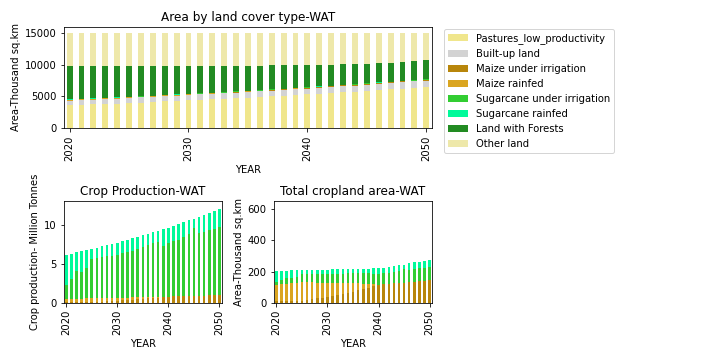 Area by land cover type-WAT
Area-Thousand sq.km
15000
10000
5000
0
2020
2030
2040
2050
YEAR
Pastures_low_productivity
Built-up land
Maize under irrigation
Maize rainfed
Sugarcane under irrigation
Sugarcane rainfed
Land with Forests
Other land
Crop Production-WAT
Crop production- Million Tonnes
10
5
0
2020
2030
2040
2050
YEAR
Total cropland area-WAT
Area-Thousand sq.km
600
400
200
0
2020
2030
2040
2050
YEAR